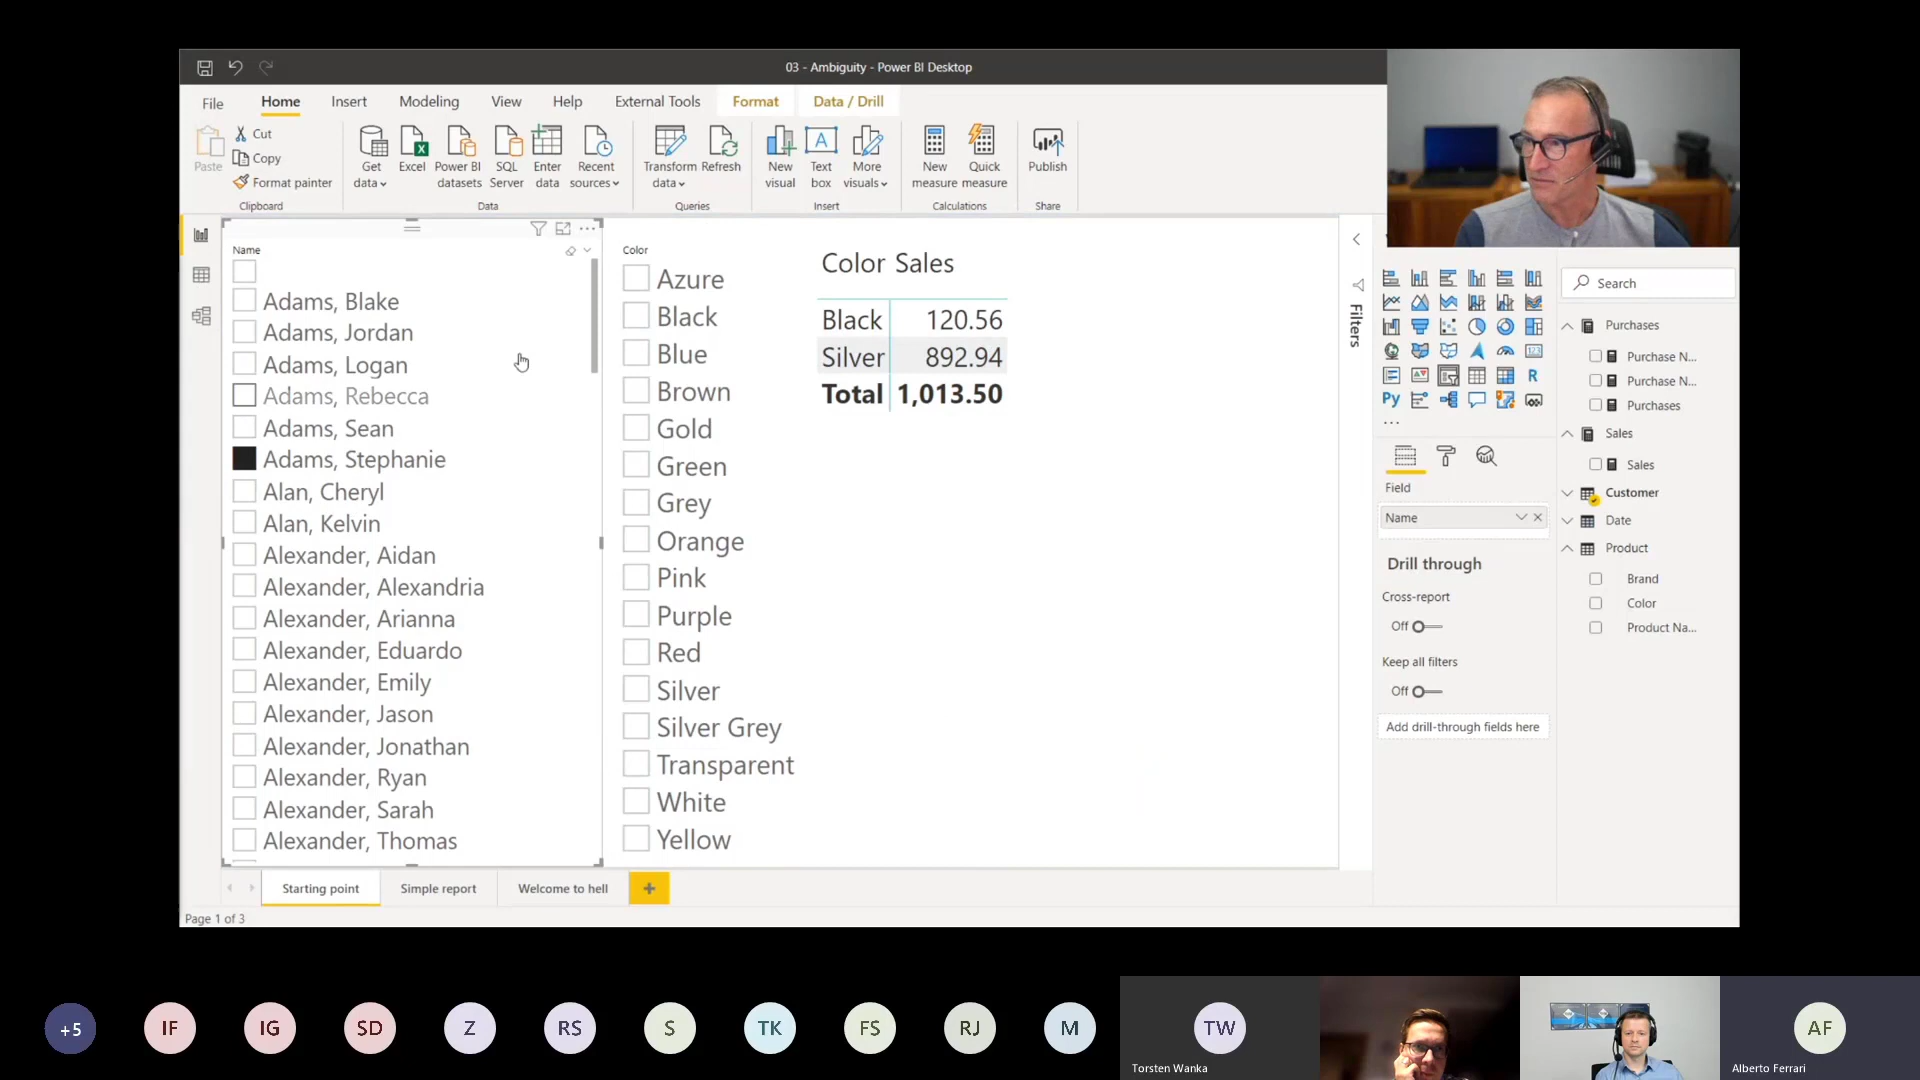 03 - Ambiguity - Power BI Desktop
File Home Insert Modeling View Help External Tools Format Data / Drill
Paste
Cut
Copy
Format painter
Get data
Excel
Power BI datasets
SQL Server
Enter data
Recent sources
Transform data
Refresh
New visual
Text box
More visuals
New measure
Quick measure
Publish
Clipboard Data Queries Insert Calculations Share
Name
Adams, Blake
Adams, Jordan
Adams, Logan
Adams, Rebecca
Adams, Sean
Adams, Stephanie
Alan, Cheryl
Alan, Kelvin
Alexander, Aidan
Alexander, Alexandria
Alexander, Arianna
Alexander, Eduardo
Alexander, Emily
Alexander, Jason
Alexander, Jonathan
Alexander, Ryan
Alexander, Sarah
Alexander, Thomas
Color
Azure
Black
Blue
Brown
Gold
Green
Grey
Orange
Pink
Purple
Red
Silver
Silver Grey
Transparent
White
Yellow
Color Sales
Black 120.56
Silver 892.94
Total 1,013.50
Filters
R
Py
...
Field
Name
Drill through
Cross-report
Off
Keep all filters
Off
Add drill-through fields here
Search
Purchases
Purchase N...
Purchase N...
Purchases
Sales
Sales
Customer
Date
Product
Brand
Color
Product Na...
Starting point Simple report Welcome to hell +
Page 1 of 3
+5 IF IG SD Z RS S TK FS RJ M TW AF
Torsten Wanka
Alberto Ferrari